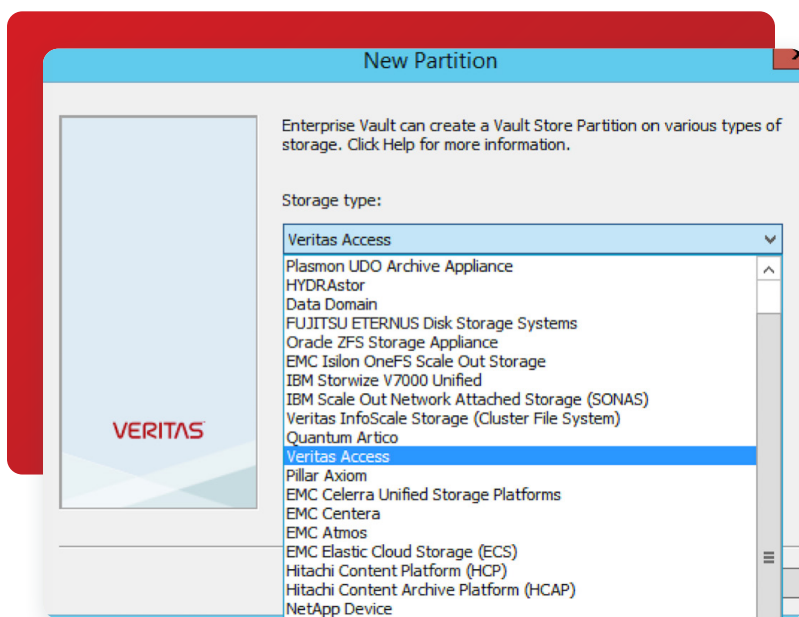 New Partition
Enterprise Vault can create a Vault Store Partition on various types of
storage. Click Help for more information.
Storage type:
Veritas Access
Plasmon UDO Archive Appliance
HYDRAstor
Data Domain
FUJITSU ETERNUS Disk Storage Systems
Oracle ZFS Storage Appliance
EMC Isilon OneFS Scale Out Storage
IBM Storwize V7000 Unified
IBM Scale Out Network Attached Storage (SONAS)
Veritas InfoScale Storage (Cluster File System)
Quantum Artico
Veritas Access
Pillar Axiom
EMC Celerra Unified Storage Platforms
EMC Centera
EMC Atmos
EMC Elastic Cloud Storage (ECS)
Hitachi Content Platform (HCP)
Hitachi Content Archive Platform (HCAP)
NetApp Device
VERITAS